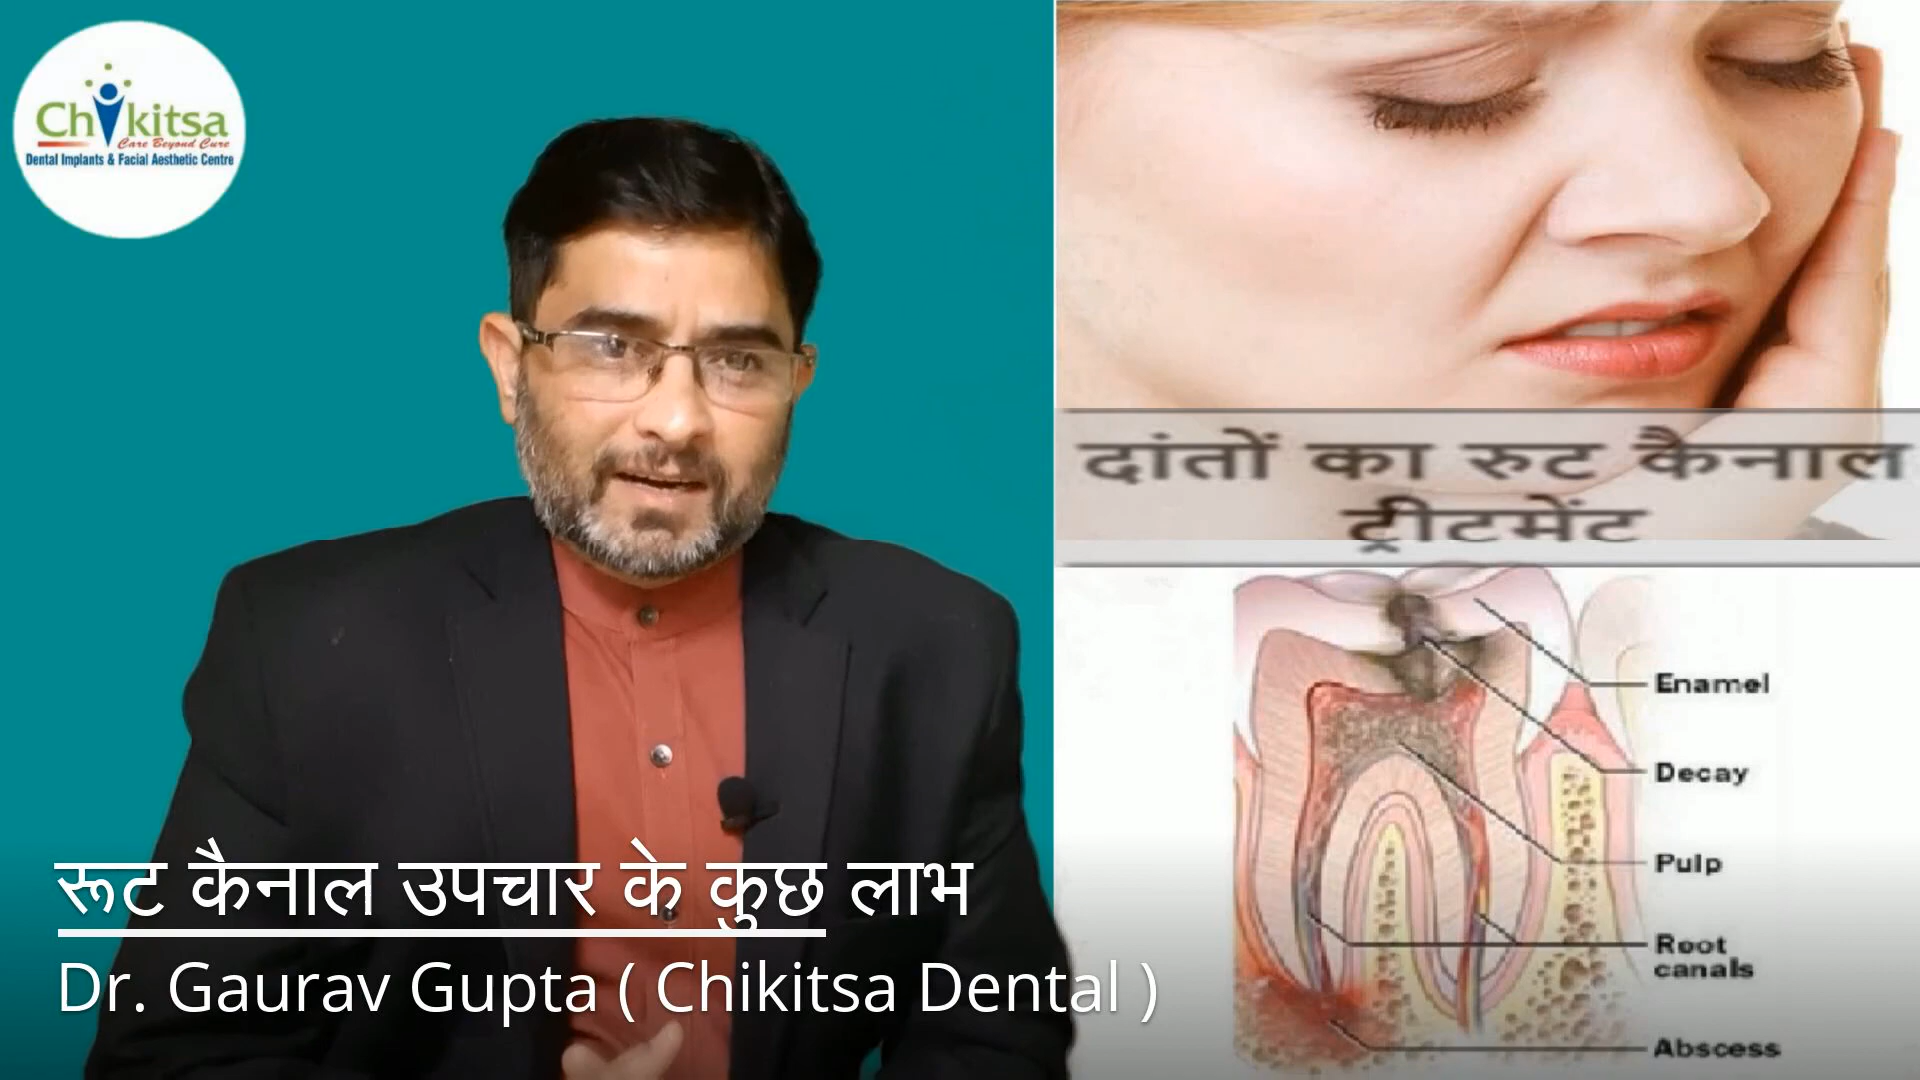 Chikitsa
Care Beyond Cure
Dental Implants & Facial Aesthetic Centre
दांतों का रुट कैनाल
ट्रीटमेंट
Enamel
Decay
Pulp
Root
canals
Abscess
रूट कैनाल उपचार के कुछ लाभ
Dr. Gaurav Gupta ( Chikitsa Dental )